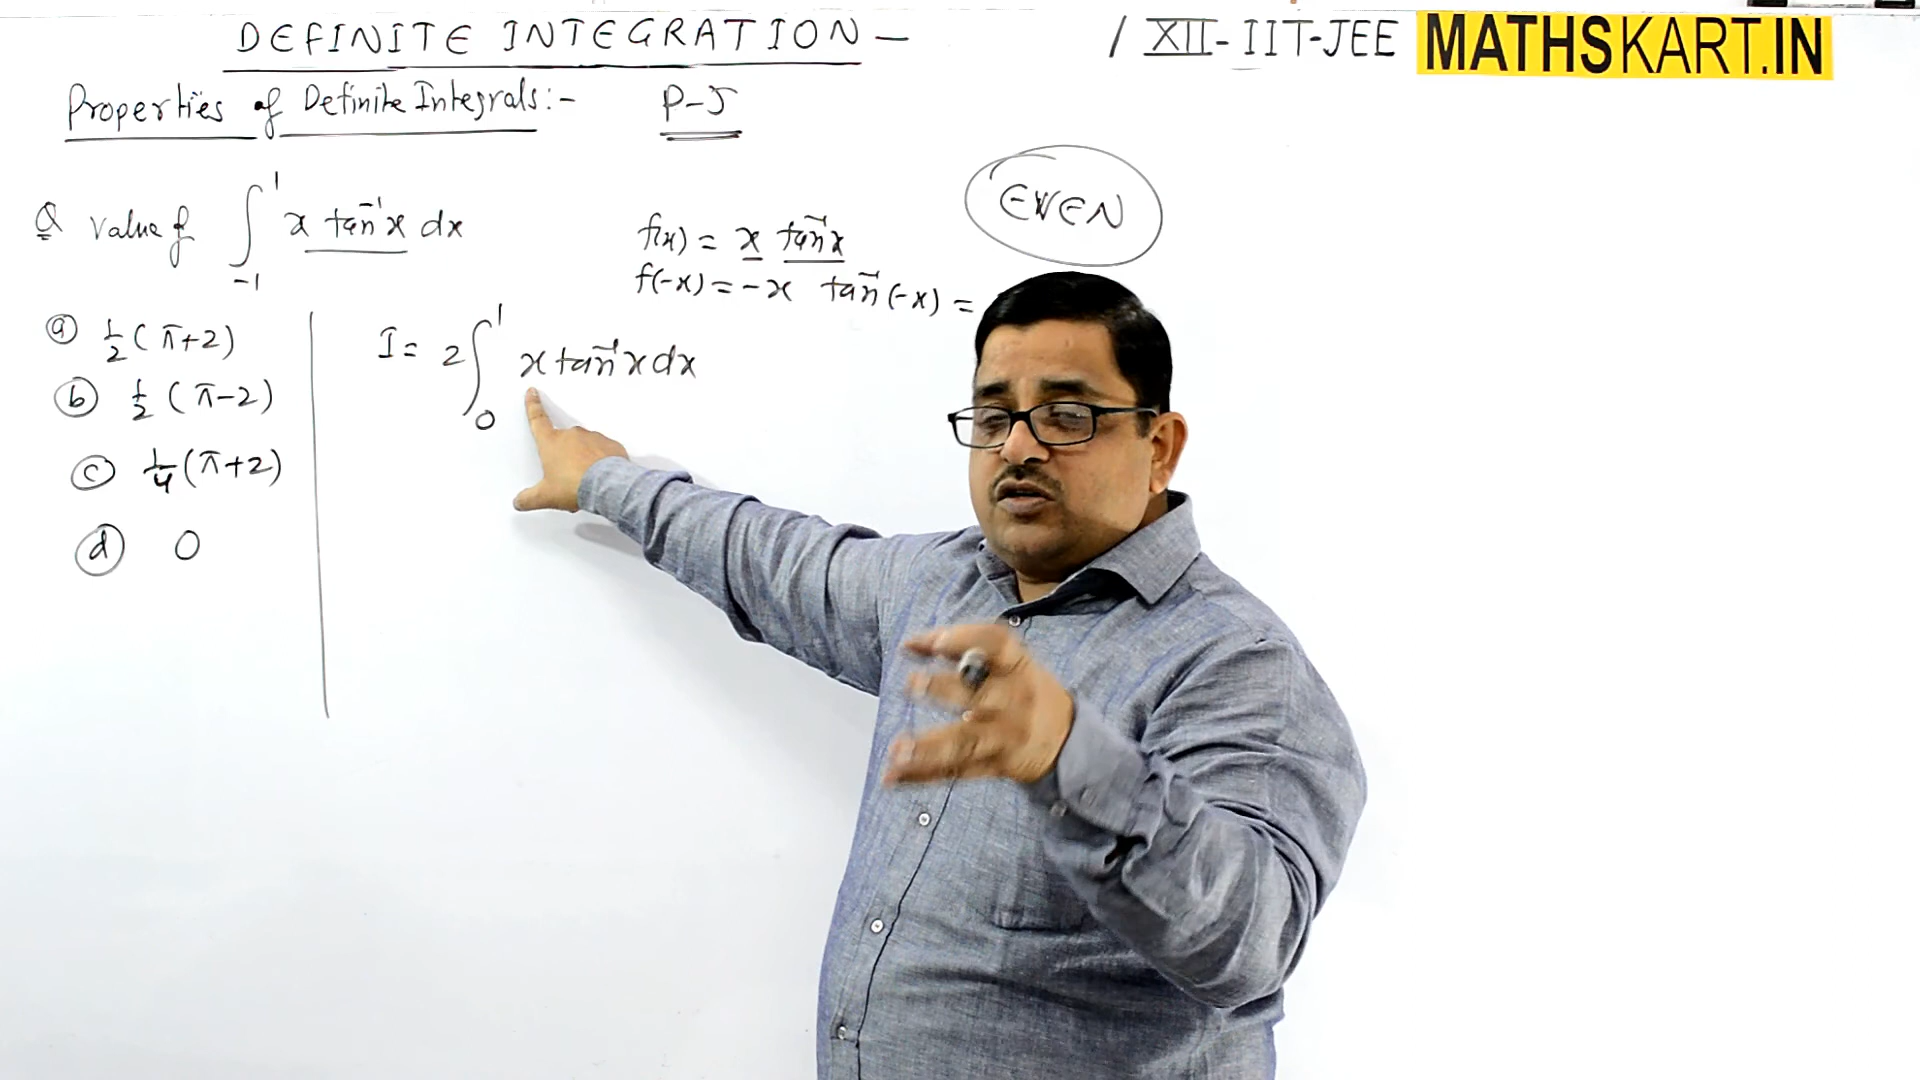 DEFINITE INTEGRATION — / XII - IIT-JEE MATHSKART.IN
Properties of Definite Integrals:- P-5
Q Value of ∫₋₁¹ x tan⁻¹x dx
EVEN
f(x) = x tan⁻¹x
f(-x) = -x tan⁻¹(-x) =
(a) 1/2 (π+2)
(b) 1/2 (π-2)
(c) 1/4 (π+2)
(d) 0
I = 2∫₀¹ x tan⁻¹x dx